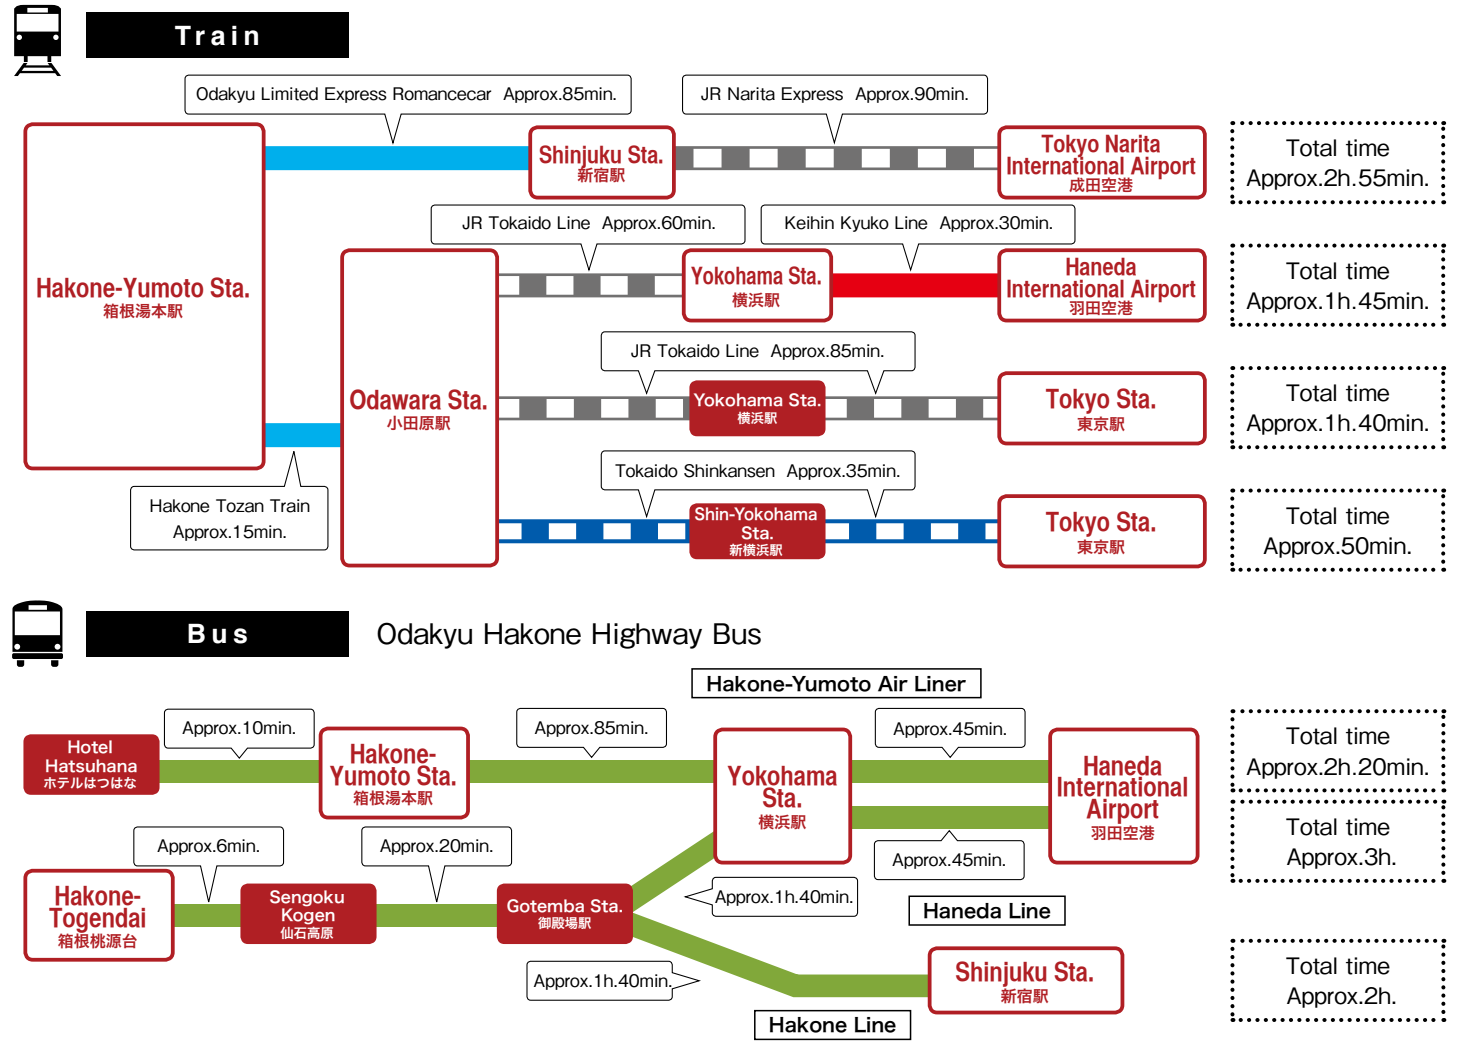 Train
Odakyu Limited Express Romancecar Approx.85min.
JR Narita Express Approx.90min.
Shinjuku Sta.
新宿駅
Tokyo Narita
International Airport
成田空港
Total time
Approx.2h.55min.
JR Tokaido Line Approx.60min.
Keihin Kyuko Line Approx.30min.
Hakone-Yumoto Sta.
箱根湯本駅
Yokohama Sta.
横浜駅
Haneda
International Airport
羽田空港
Total time
Approx.1h.45min.
JR Tokaido Line Approx.85min.
Odawara Sta.
小田原駅
Yokohama Sta.
横浜駅
Tokyo Sta.
東京駅
Total time
Approx.1h.40min.
Tokaido Shinkansen Approx.35min.
Hakone Tozan Train
Approx.15min.
Shin-Yokohama
Sta.
新横浜駅
Tokyo Sta.
東京駅
Total time
Approx.50min.
Bus
Odakyu Hakone Highway Bus
Hakone-Yumoto Air Liner
Approx.10min.
Approx.85min.
Approx.45min.
Hotel
Hatsuhana
ホテルはつはな
Hakone-
Yumoto Sta.
箱根湯本駅
Yokohama
Sta.
横浜駅
Haneda
International
Airport
羽田空港
Total time
Approx.2h.20min.
Total time
Approx.3h.
Approx.6min.
Approx.20min.
Approx.45min.
Hakone-
Togendai
箱根桃源台
Sengoku
Kogen
仙石高原
Gotemba Sta.
御殿場駅
Approx.1h.40min.
Haneda Line
Approx.1h.40min.
Shinjuku Sta.
新宿駅
Total time
Approx.2h.
Hakone Line